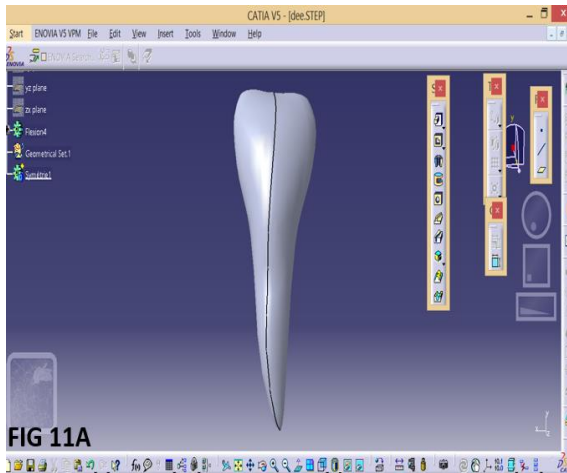 CATIA V5 - [dee.STEP]
Start ENOVIA V5 VPM File Edit View Insert Tools Window Help
yz plane
zx plane
Flexion4
Geometrical Set.1
Symétrie1
FIG 11A